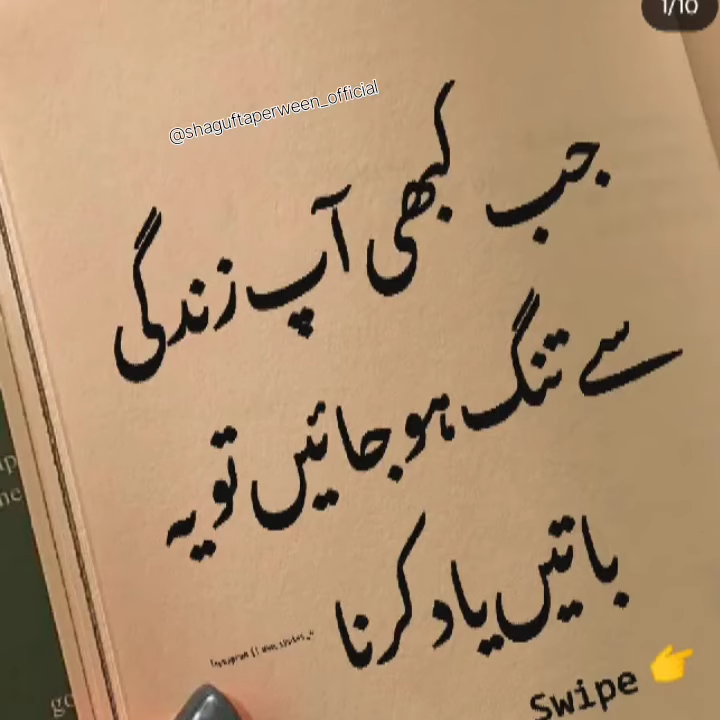 1/10
@shaguftaperween_official
جب کبھی آپ زندگی
سے تنگ ہو جائیں تو یہ
باتیں یاد کرنا
Swipe 👉